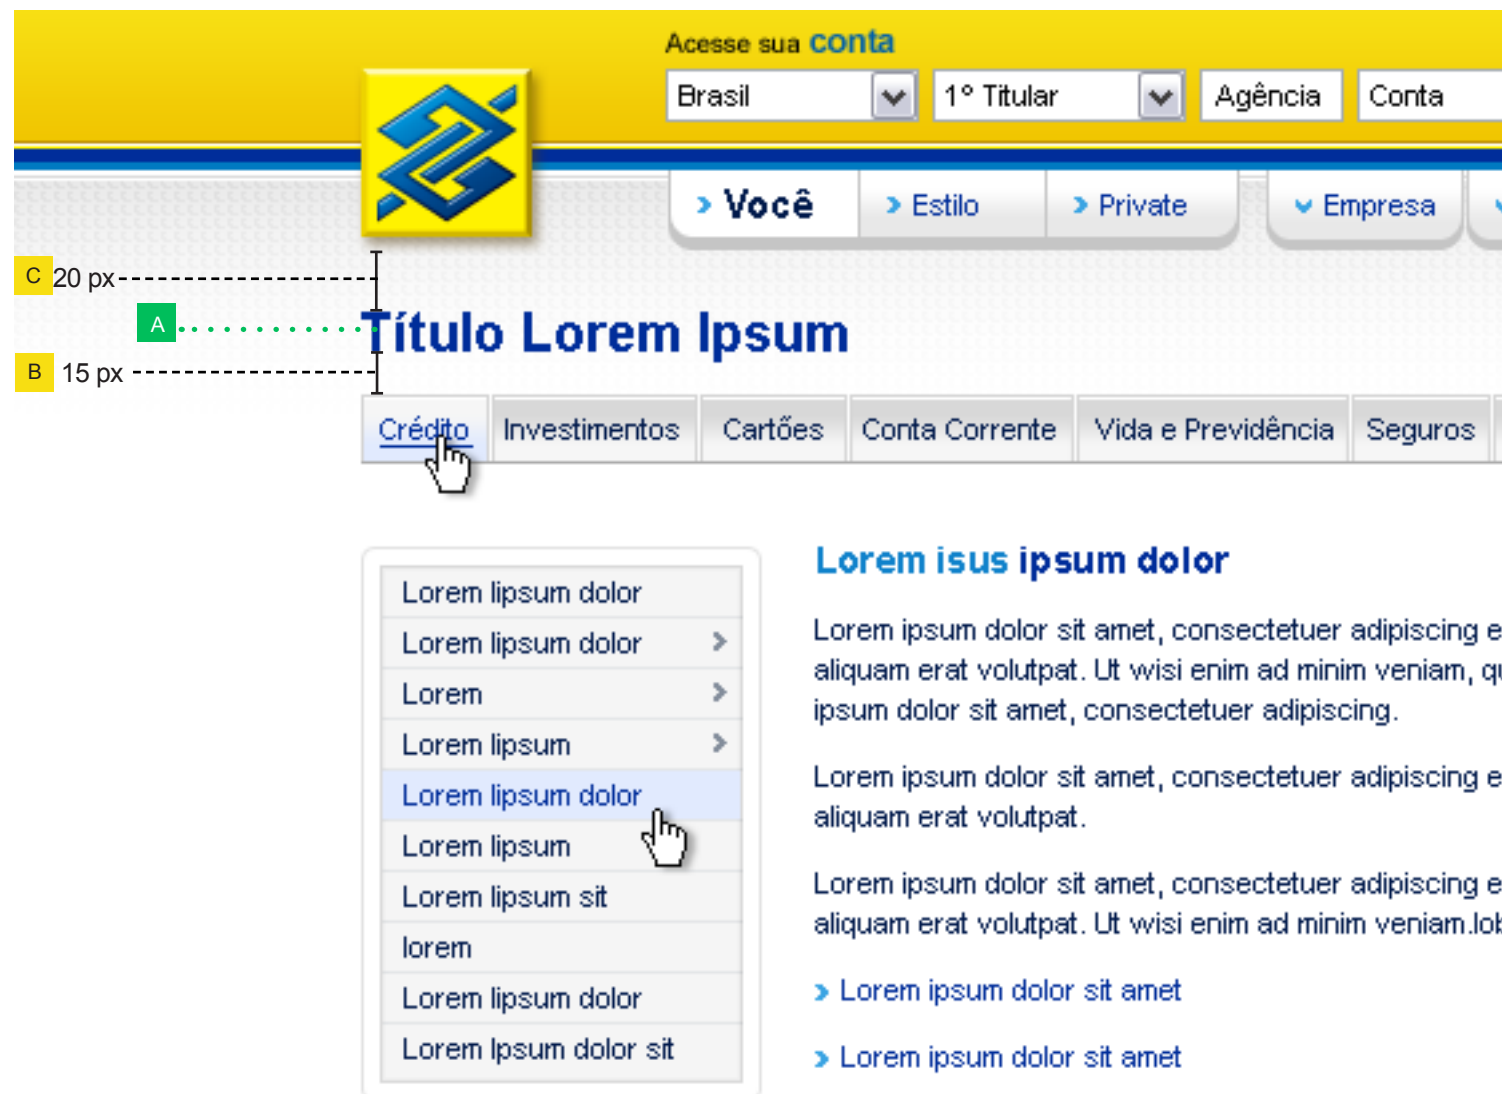 Acesse sua conta
Brasil 1º Titular Agência Conta
Você Estilo Private Empresa
C 20 px
A Título Lorem Ipsum
B 15 px
Crédito Investimentos Cartões Conta Corrente Vida e Previdência Seguros
Lorem lipsum dolor
Lorem lipsum dolor
Lorem
Lorem lipsum
Lorem lipsum dolor
Lorem lipsum
Lorem lipsum sit
lorem
Lorem lipsum dolor
Lorem Ipsum dolor sit
Lorem isus ipsum dolor
Lorem ipsum dolor sit amet, consectetuer adipiscing
aliquam erat volutpat. Ut wisi enim ad minim veniam,
ipsum dolor sit amet, consectetuer adipiscing.
Lorem ipsum dolor sit amet, consectetuer adipiscing
aliquam erat volutpat.
Lorem ipsum dolor sit amet, consectetuer adipiscing
aliquam erat volutpat. Ut wisi enim ad minim veniam.
Lorem ipsum dolor sit amet
Lorem ipsum dolor sit amet